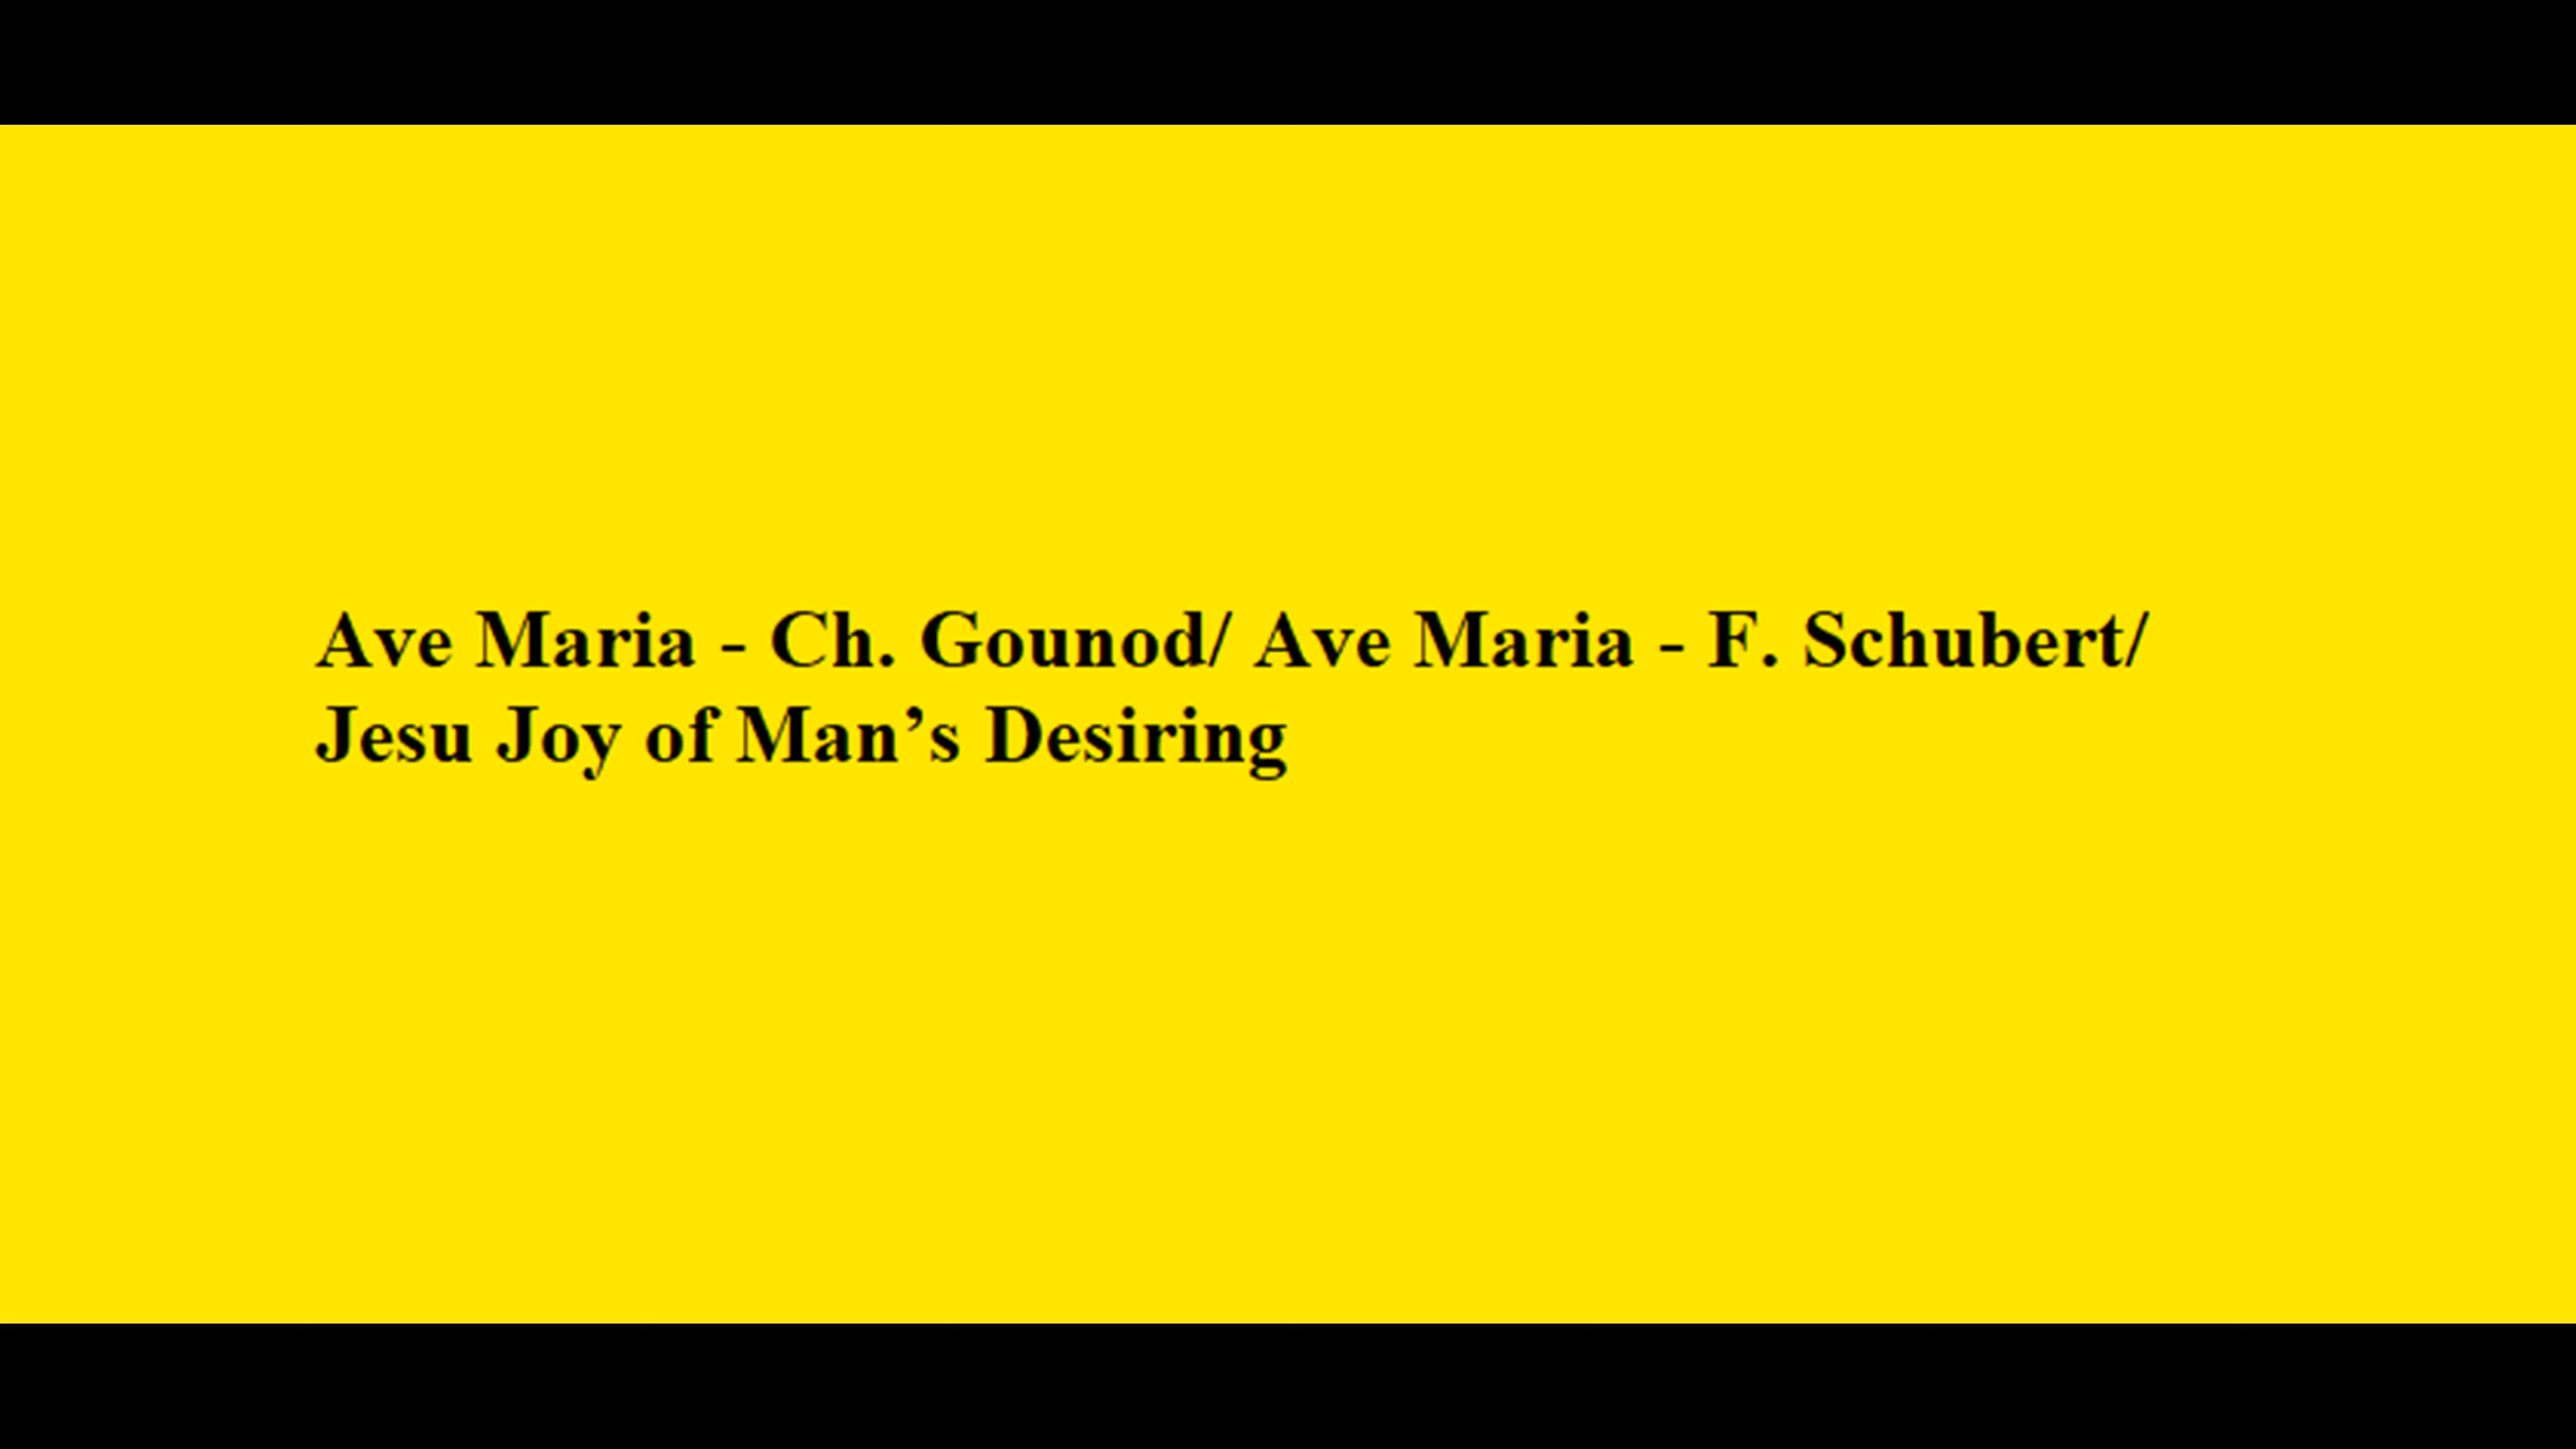 Ave Maria - Ch. Gounod/ Ave Maria - F. Schubert/
Jesu Joy of Man’s Desiring